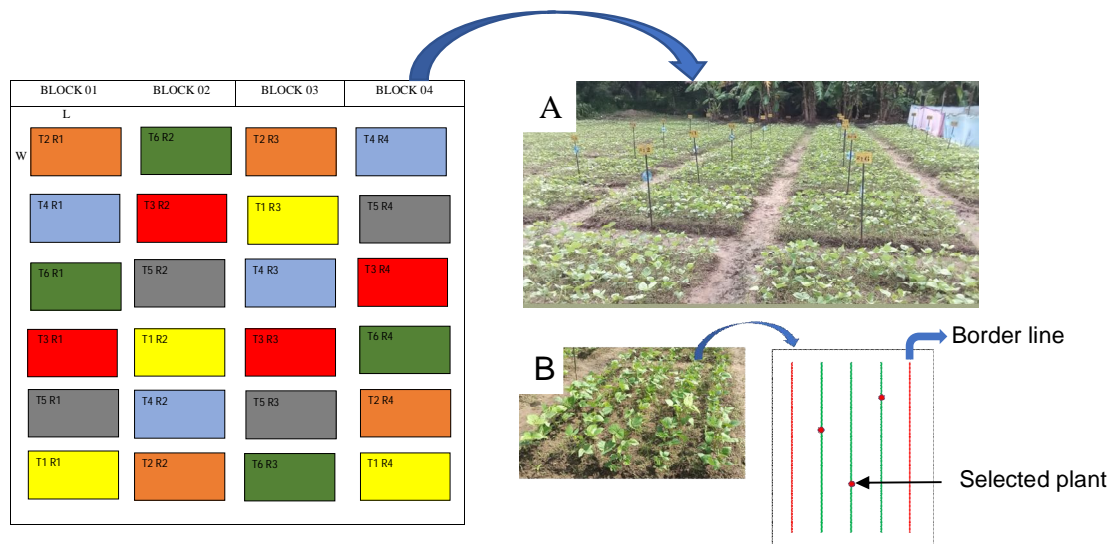 BLOCK 01 BLOCK 02 BLOCK 03 BLOCK 04
L
W
T2 R1 T6 R2 T2 R3 T4 R4
T4 R1 T3 R2 T1 R3 T5 R4
T6 R1 T5 R2 T4 R3 T3 R4
T3 R1 T1 R2 T3 R3 T6 R4
T5 R1 T4 R2 T5 R3 T2 R4
T1 R1 T2 R2 T6 R3 T1 R4
A
B
Border line
Selected plant